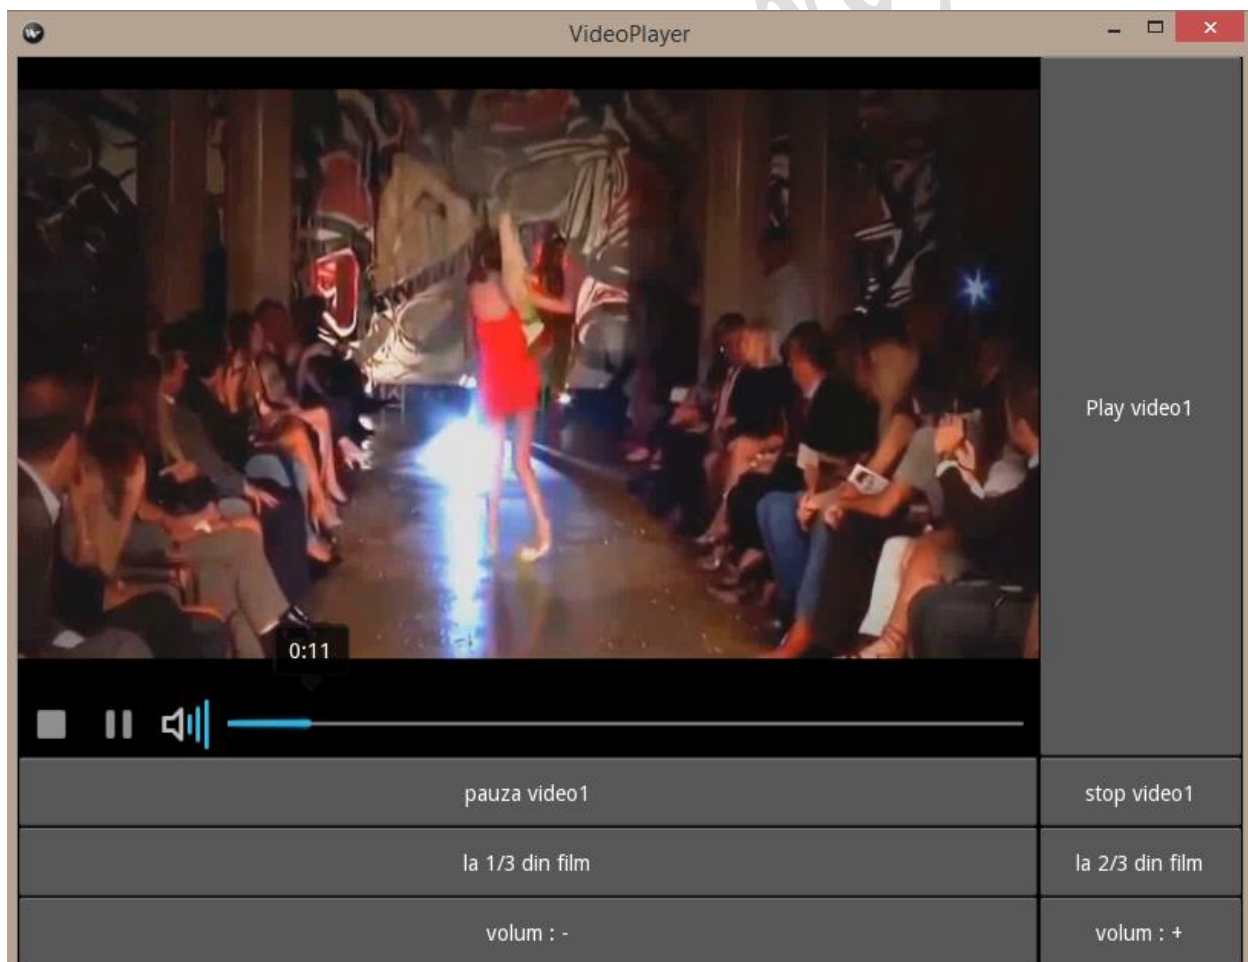 VideoPlayer
Play video1
0:11
pauza video1
stop video1
la 1/3 din film
la 2/3 din film
volum : -
volum : +